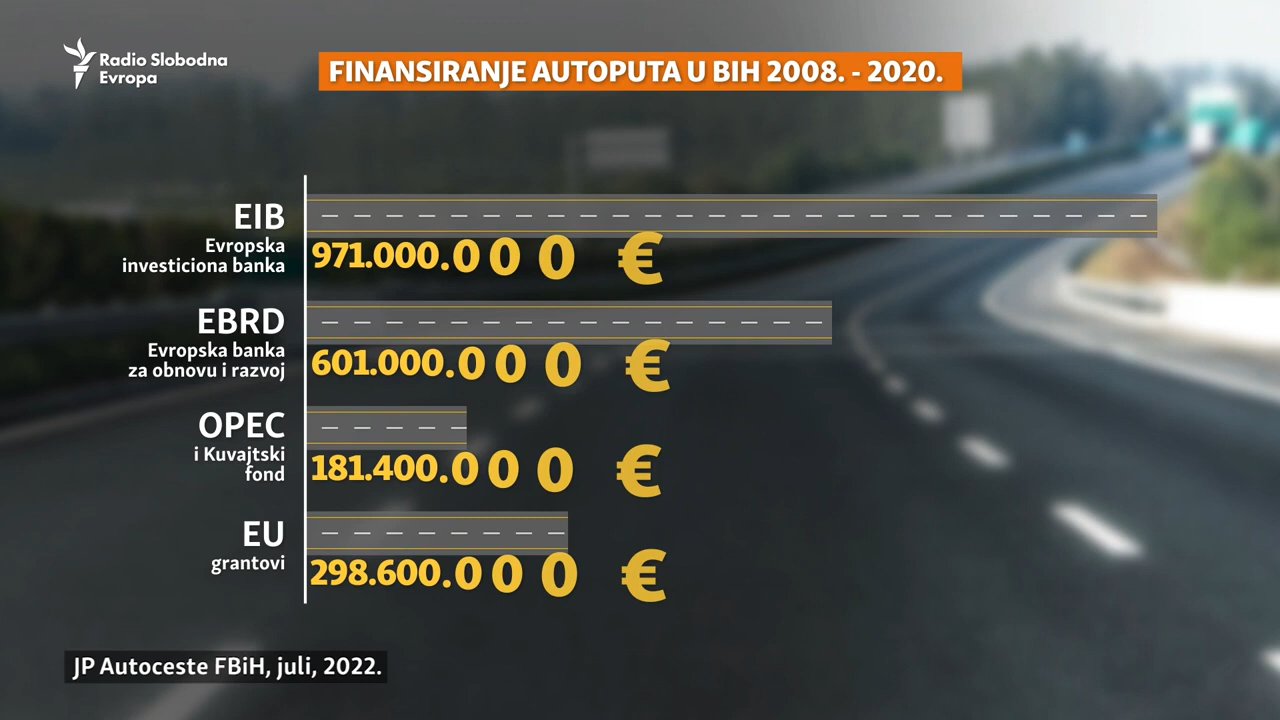 Radio Slobodna
Evropa
FINANSIRANJE AUTOPUTA U BIH 2008. - 2020.
EIB
Evropska
investiciona banka
971.000.000 €
EBRD
Evropska banka
za obnovu i razvoj
601.000.000 €
OPEC
i Kuvajtski
fond
181.400.000 €
EU
grantovi
298.600.000 €
JP Autoceste FBiH, juli, 2022.